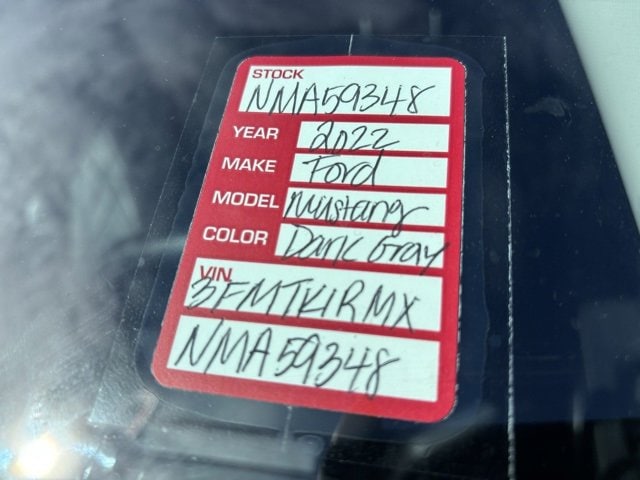 STOCK
NMA59348
YEAR 2022
MAKE Ford
MODEL Mustang
COLOR Dark Gray
VIN
3FMTK1RMX
NMA59348